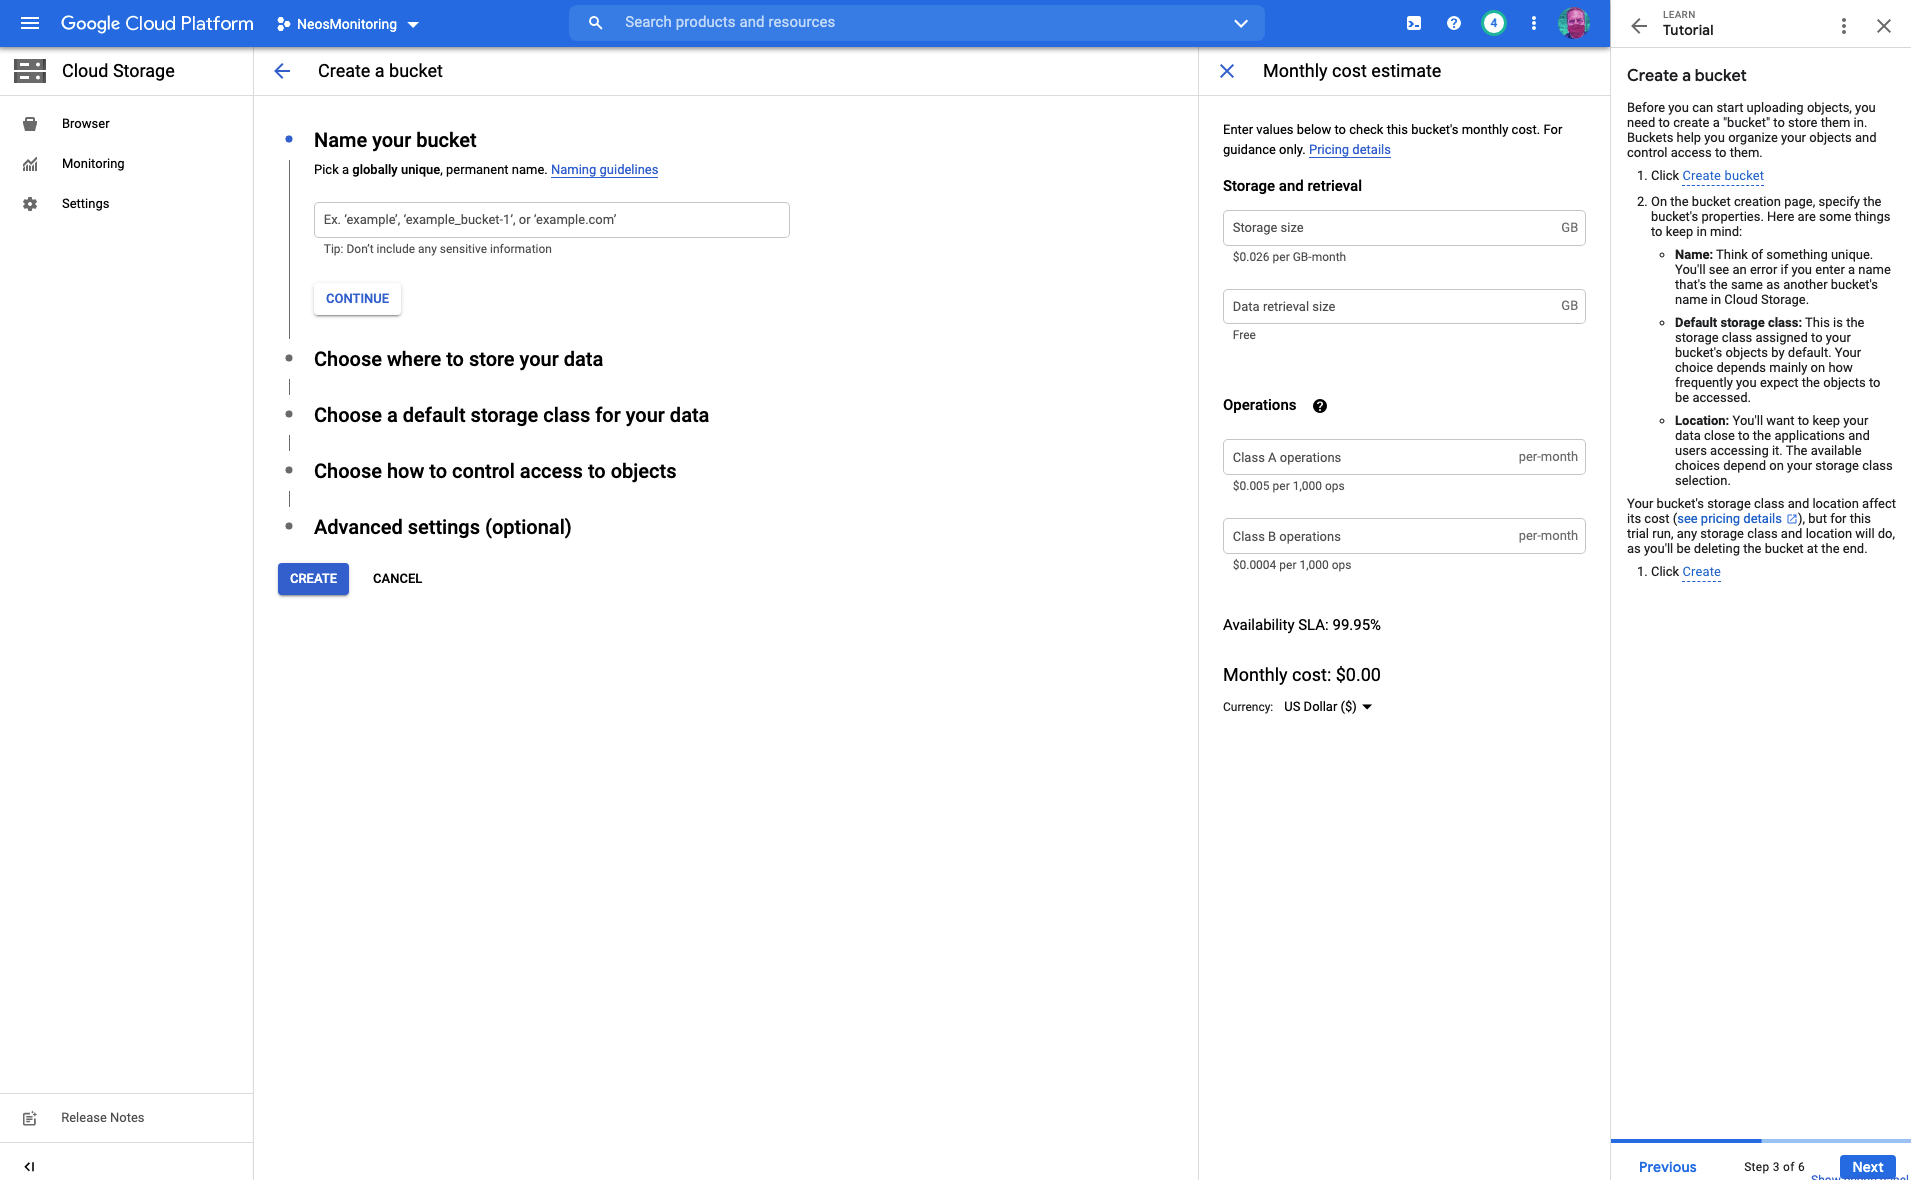 Google Cloud Platform
NeosMonitoring
Search products and resources
4
LEARN
Tutorial
Cloud Storage
Browser
Monitoring
Settings
Release Notes
Create a bucket
Name your bucket
Pick a globally unique, permanent name. Naming guidelines
Ex. ‘example’, ‘example_bucket-1’, or ‘example.com’
Tip: Don’t include any sensitive information
CONTINUE
Choose where to store your data
Choose a default storage class for your data
Choose how to control access to objects
Advanced settings (optional)
CREATE
CANCEL
Monthly cost estimate
Enter values below to check this bucket's monthly cost. For
guidance only. Pricing details
Storage and retrieval
Storage size GB
$0.026 per GB-month
Data retrieval size GB
Free
Operations
Class A operations per-month
$0.005 per 1,000 ops
Class B operations per-month
$0.0004 per 1,000 ops
Availability SLA: 99.95%
Monthly cost: $0.00
Currency: US Dollar ($)
Create a bucket
Before you can start uploading objects, you
need to create a "bucket" to store them in.
Buckets help you organize your objects and
control access to them.
1. Click Create bucket
2. On the bucket creation page, specify the
bucket's properties. Here are some things
to keep in mind:
Name: Think of something unique.
You'll see an error if you enter a name
that's the same as another bucket's
name in Cloud Storage.
Default storage class: This is the
storage class assigned to your
bucket's objects by default. Your
choice depends mainly on how
frequently you expect the objects to
be accessed.
Location: You'll want to keep your
data close to the applications and
users accessing it. The available
choices depend on your storage class
selection.
Your bucket's storage class and location affect
its cost (see pricing details), but for this
trial run, any storage class and location will do,
as you'll be deleting the bucket at the end.
1. Click Create
Previous
Step 3 of 6
Next
Show